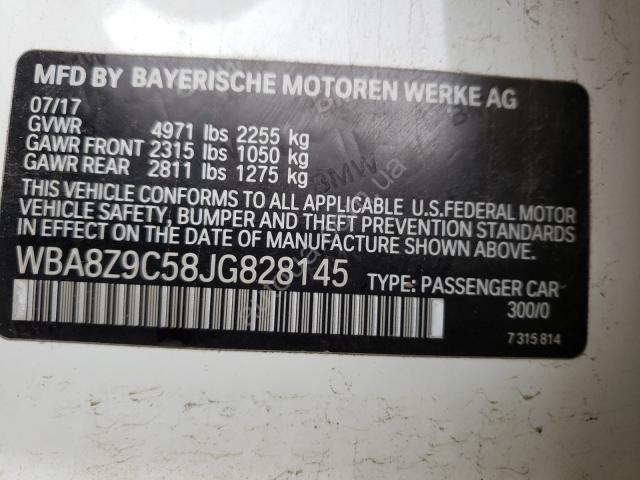 MFD BY BAYERISCHE MOTOREN WERKE AG
07/17
GVWR 4971 lbs 2255 kg
GAWR FRONT 2315 lbs 1050 kg
GAWR REAR 2811 lbs 1275 kg
THIS VEHICLE CONFORMS TO ALL APPLICABLE U.S.FEDERAL MOTOR
VEHICLE SAFETY, BUMPER AND THEFT PREVENTION STANDARDS
IN EFFECT ON THE DATE OF MANUFACTURE SHOWN ABOVE.
WBA8Z9C58JG828145 TYPE: PASSENGER CAR
300/0
7 315 814